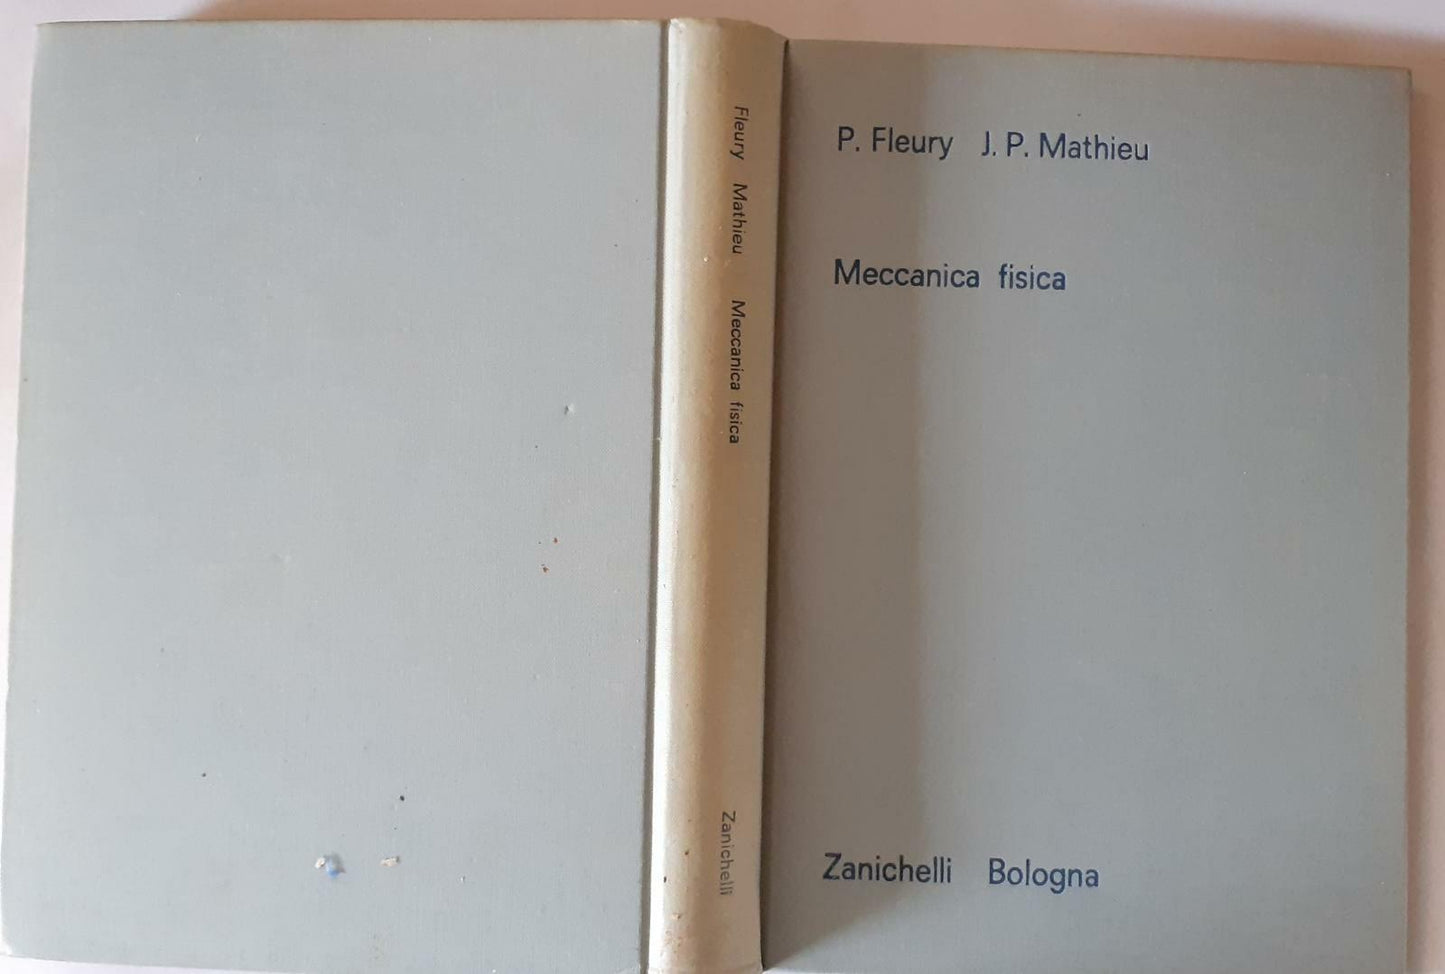 Fleury Mathieu Meccanica fisica Zanichelli
P. Fleury J. P. Mathieu
Meccanica fisica
Zanichelli Bologna